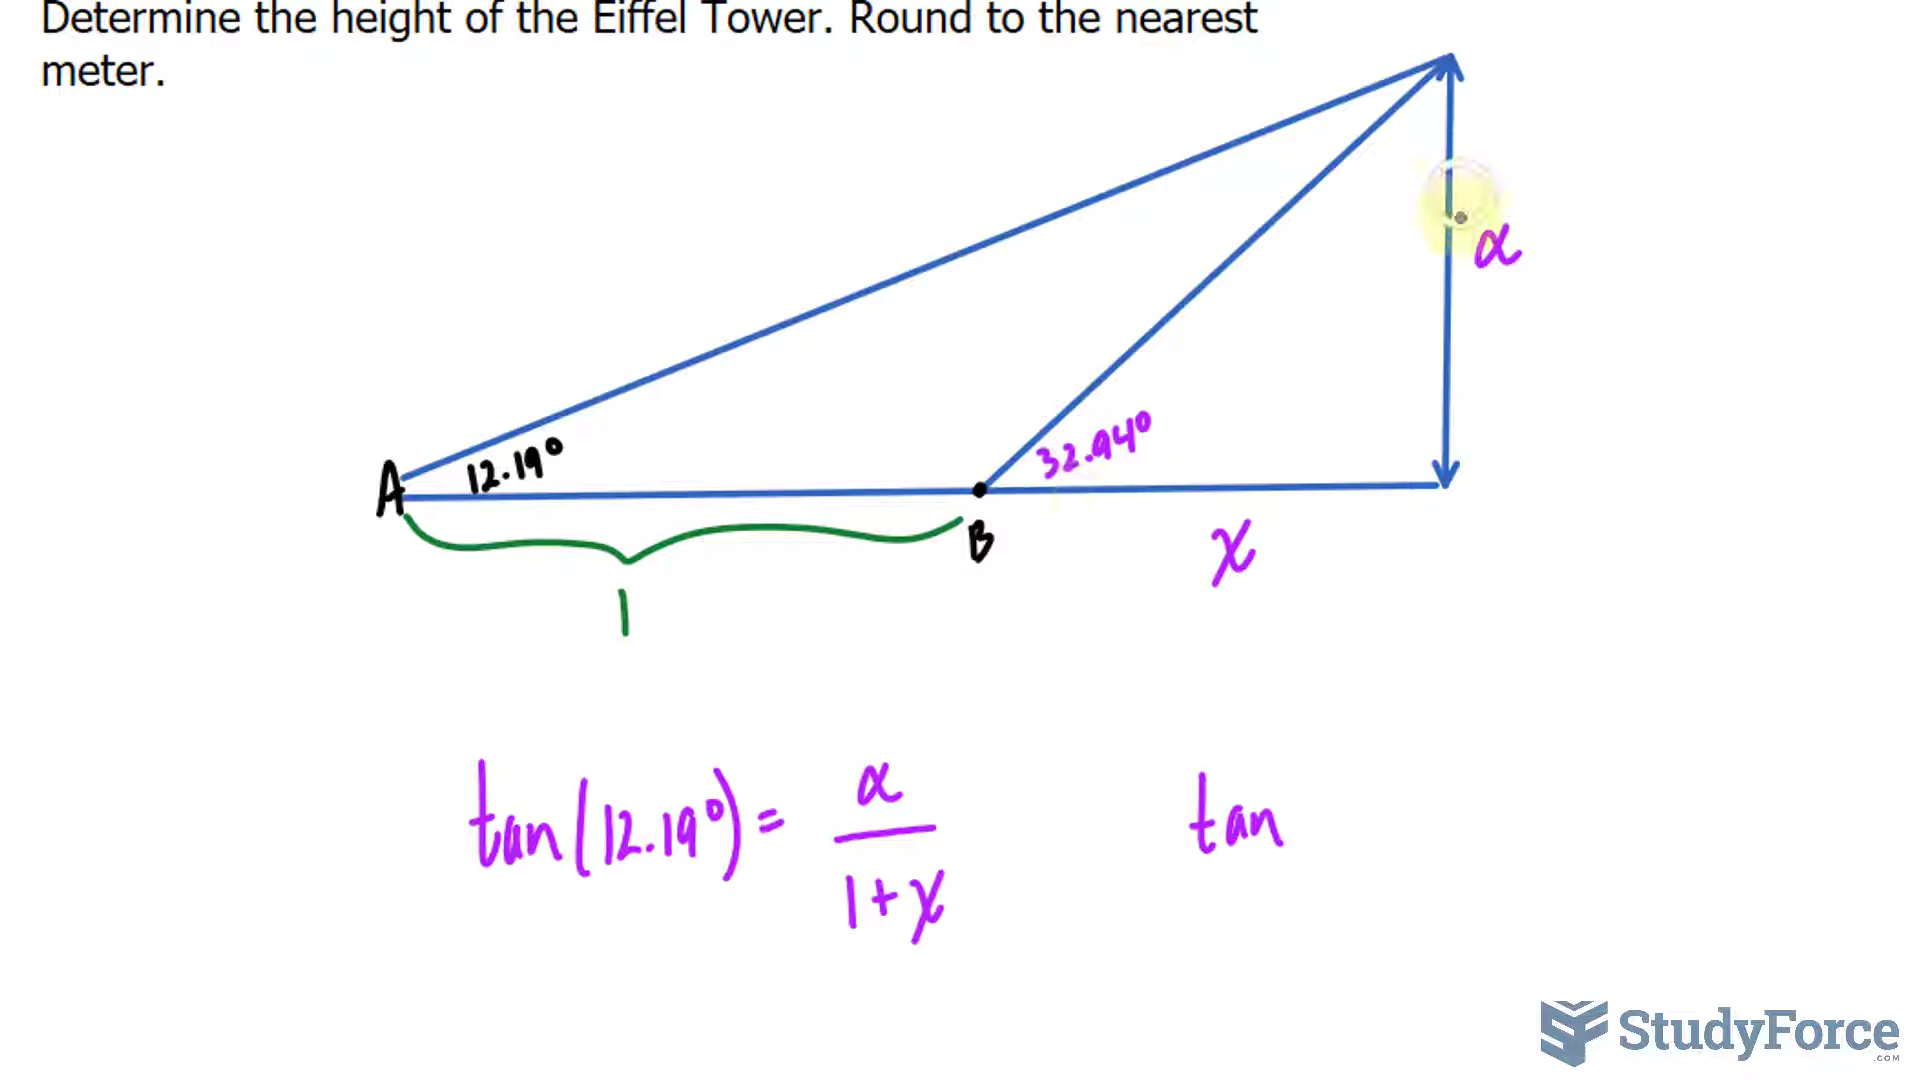 Determine the height of the Eiffel Tower. Round to the nearest
meter.
α
12.19°
32.94°
A
B
x
1
tan(12.19°) = α / 1+x
tan
StudyForce
.COM